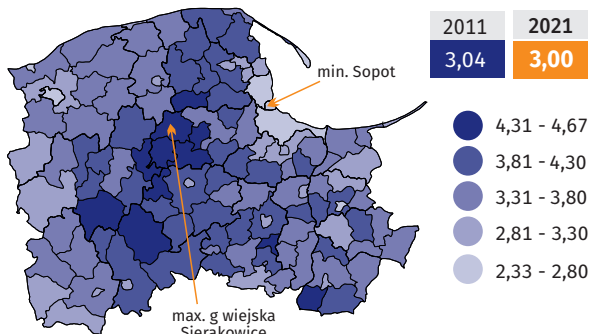 2011 2021
3,04 3,00
min. Sopot
4,31 - 4,67
3,81 - 4,30
3,31 - 3,80
2,81 - 3,30
2,33 - 2,80
max. g wiejska
Sierakowice